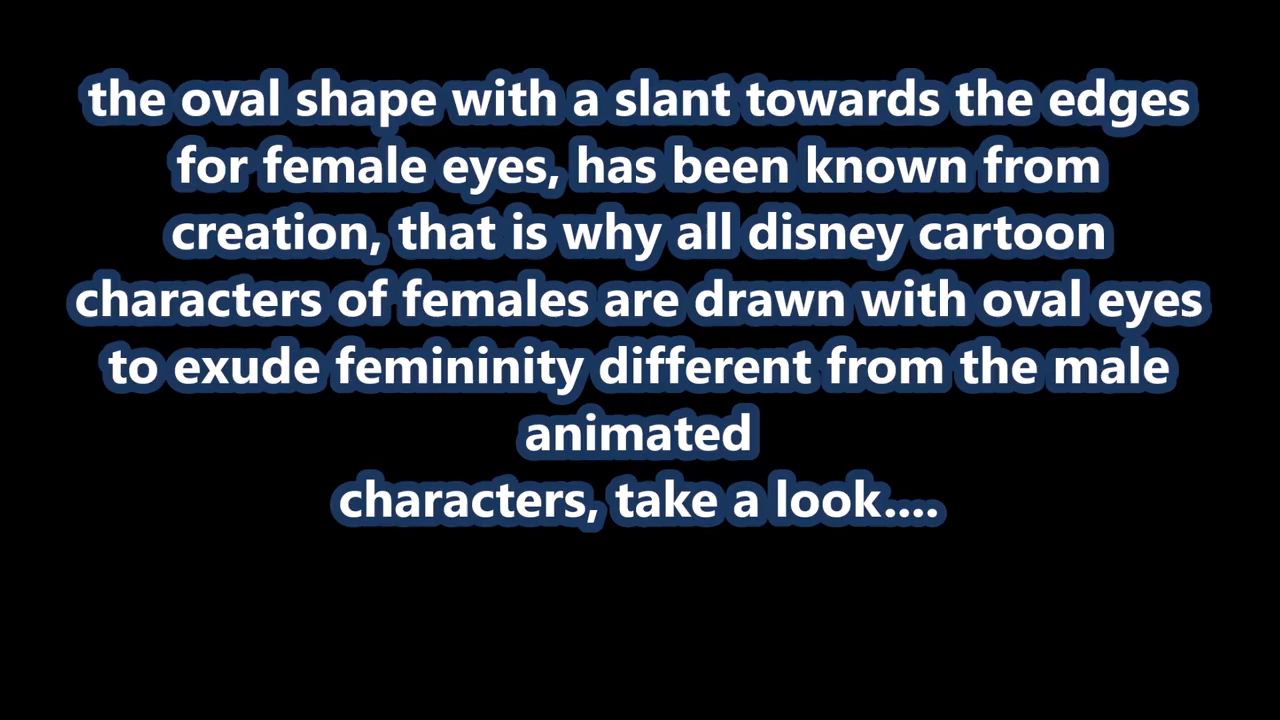 the oval shape with a slant towards the edges
for female eyes, has been known from
creation, that is why all disney cartoon
characters of females are drawn with oval eyes
to exude femininity different from the male
animated
characters, take a look....